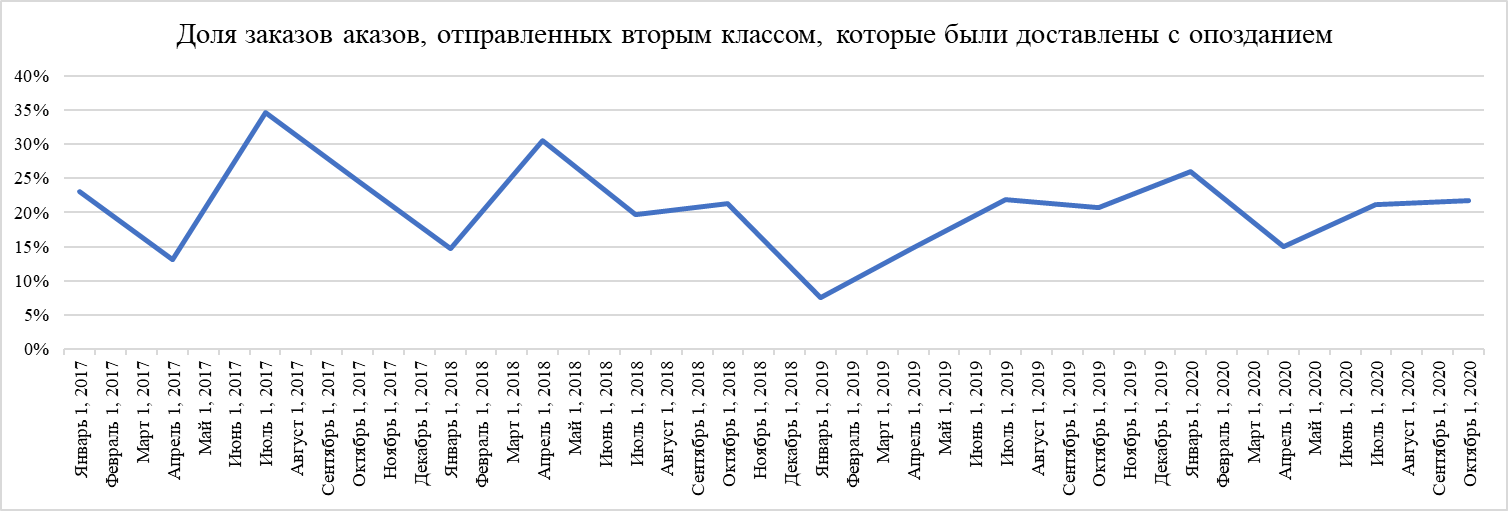 Доля заказов аказов, отправленных вторым классом, которые были доставлены с опозданием
40%
35%
30%
25%
20%
15%
10%
5%
0%
Январь 1, 2017
Февраль 1, 2017
Март 1, 2017
Апрель 1, 2017
Май 1, 2017
Июнь 1, 2017
Июль 1, 2017
Август 1, 2017
Сентябрь 1, 2017
Октябрь 1, 2017
Ноябрь 1, 2017
Декабрь 1, 2017
Январь 1, 2018
Февраль 1, 2018
Март 1, 2018
Апрель 1, 2018
Май 1, 2018
Июнь 1, 2018
Июль 1, 2018
Август 1, 2018
Сентябрь 1, 2018
Октябрь 1, 2018
Ноябрь 1, 2018
Декабрь 1, 2018
Январь 1, 2019
Февраль 1, 2019
Март 1, 2019
Апрель 1, 2019
Май 1, 2019
Июнь 1, 2019
Июль 1, 2019
Август 1, 2019
Сентябрь 1, 2019
Октябрь 1, 2019
Ноябрь 1, 2019
Декабрь 1, 2019
Январь 1, 2020
Февраль 1, 2020
Март 1, 2020
Апрель 1, 2020
Май 1, 2020
Июнь 1, 2020
Июль 1, 2020
Август 1, 2020
Сентябрь 1, 2020
Октябрь 1, 2020